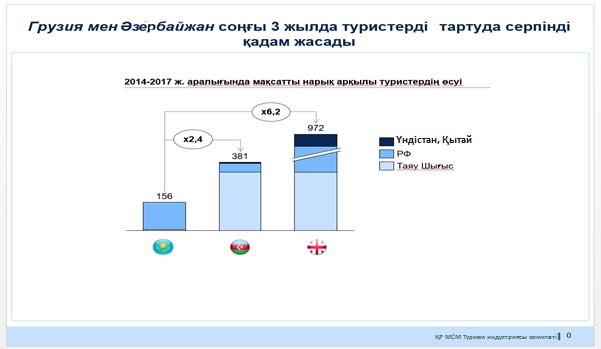 Грузия мен Әзербайжан соңғы 3 жылда туристерді тартуда серпінді
қадам жасады
2014-2017 ж. аралығында мақсатты нарық арқылы туристердің өсуі
x6,2
972
x2,4
381
156
Үндістан, Қытай
РФ
Таяу Шығыс
ҚР МСМ Туризм индустриясы комитеті 0